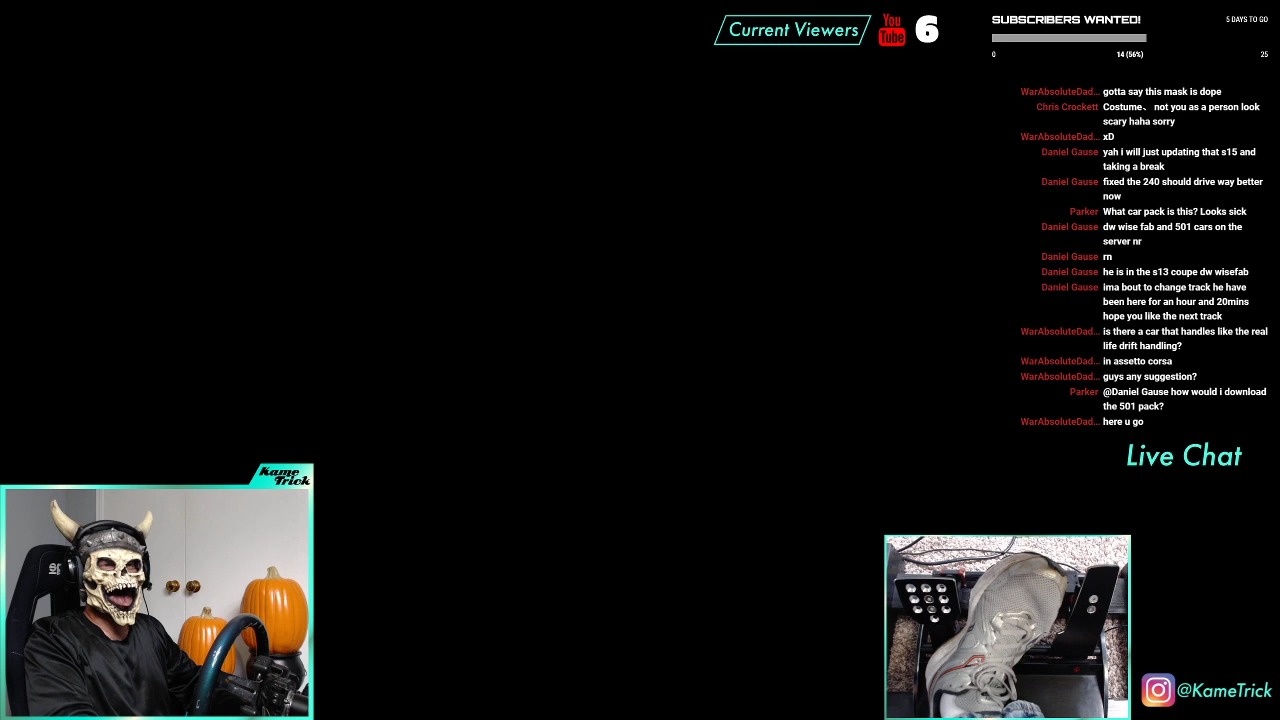 Current Viewers
You
Tube
6
SUBSCRIBERS WANTED!
5 DAYS TO GO
0
14 (56%)
25
WarAbsoluteDad... gotta say this mask is dope
Chris Crockett Costume、 not you as a person look
scary haha sorry
WarAbsoluteDad... xD
Daniel Gause yah i will just updating that s15 and
taking a break
Daniel Gause fixed the 240 should drive way better
now
Parker What car pack is this? Looks sick
Daniel Gause dw wise fab and 501 cars on the
server nr
Daniel Gause rn
Daniel Gause he is in the s13 coupe dw wisefab
Daniel Gause ima bout to change track he have
been here for an hour and 20mins
hope you like the next track
WarAbsoluteDad... is there a car that handles like the real
life drift handling?
WarAbsoluteDad... in assetto corsa
WarAbsoluteDad... guys any suggestion?
Parker @Daniel Gause how would i download
the 501 pack?
WarAbsoluteDad... here u go
Live Chat
Kame
Trick
@KameTrick